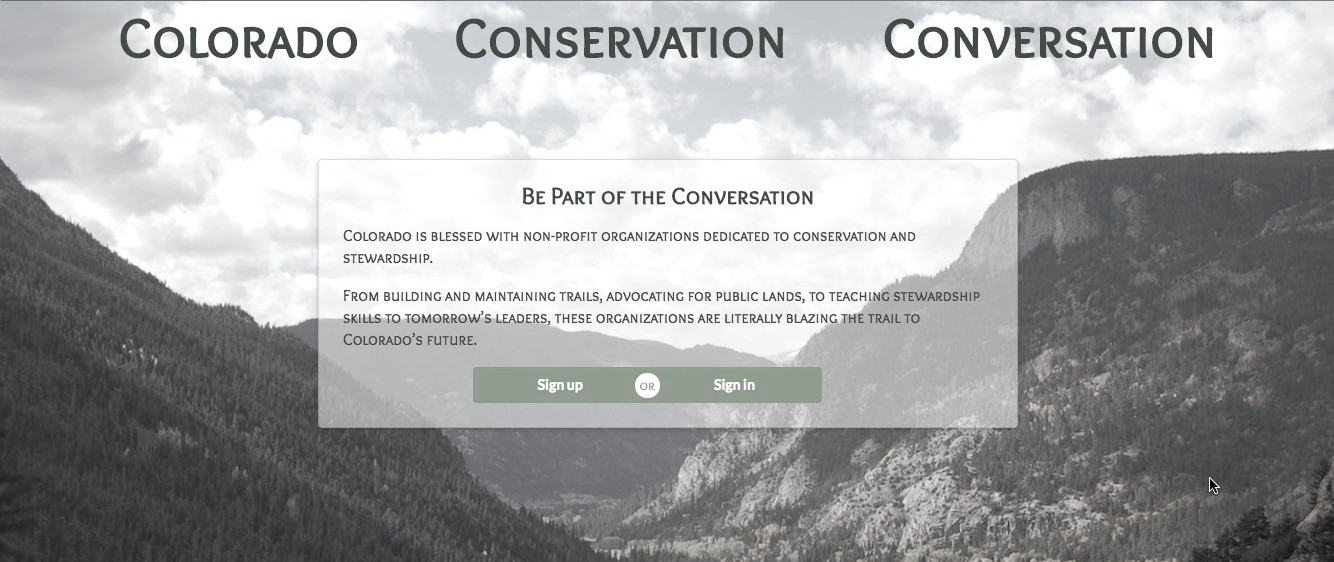 Colorado Conservation Conversation
Be Part of the Conversation
Colorado is blessed with non-profit organizations dedicated to conservation and
stewardship.
From building and maintaining trails, advocating for public lands, to teaching stewardship
skills to tomorrow's leaders, these organizations are literally blazing the trail to
Colorado's future.
Sign up OR Sign in